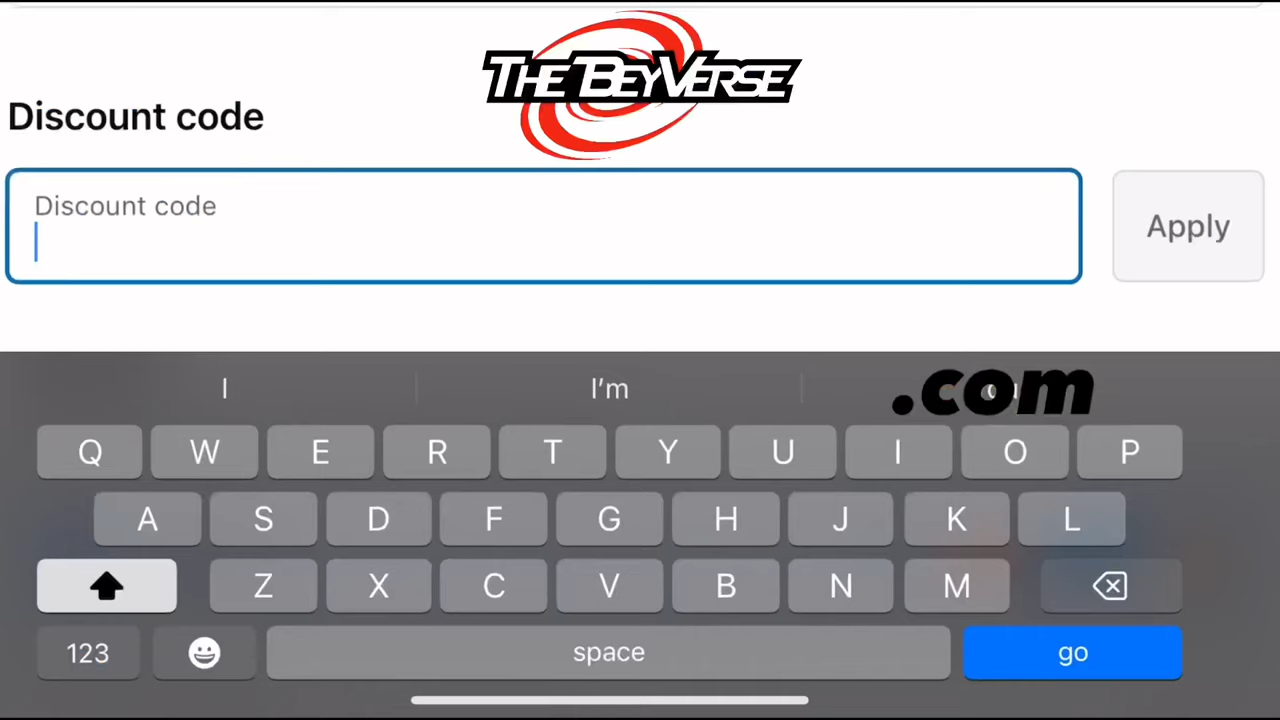 THE BEYVERSE
Discount code
Discount code
Apply
I
I'm
.com
Q W E R T Y U I O P
A S D F G H J K L
Z X C V B N M
123
space
go